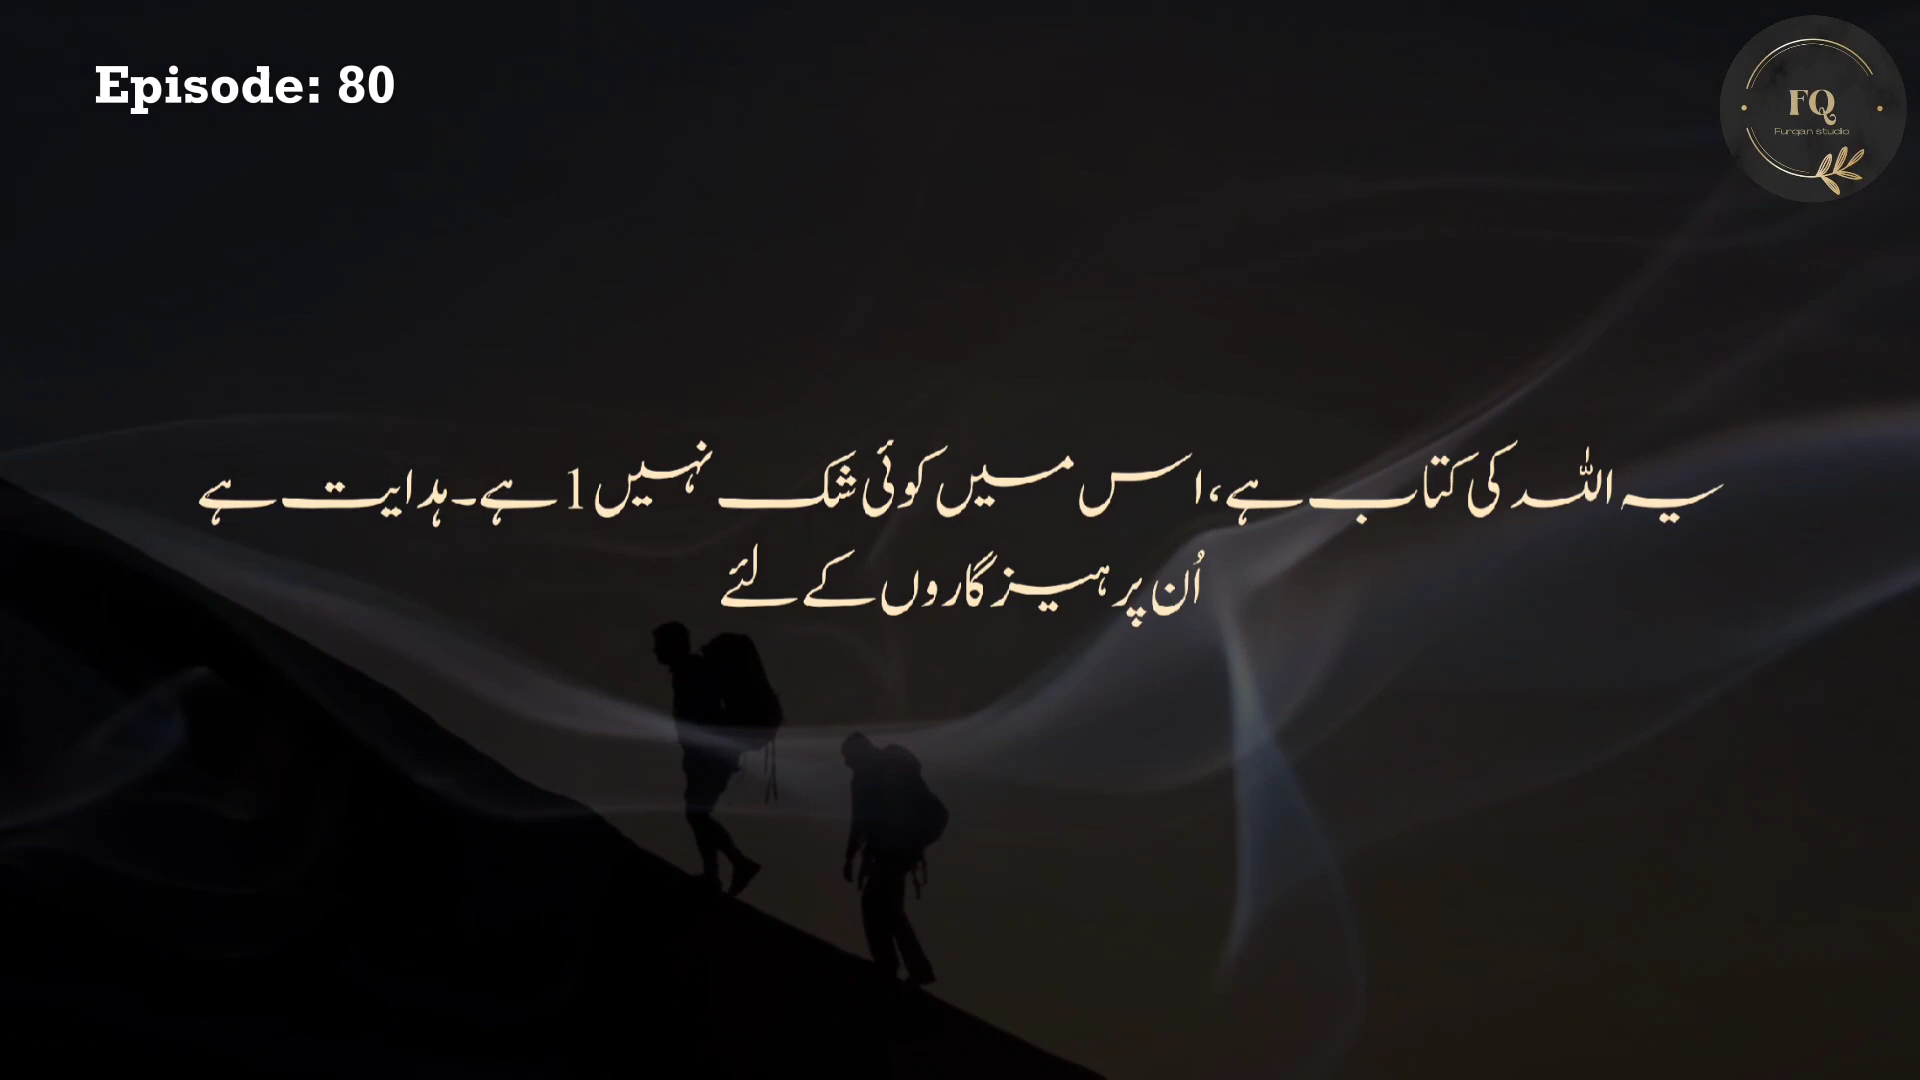 Episode: 80
FQ
Furqan studio
یہ اللہ کی کتاب ہے، اس میں کوئی شک نہیں 1 ہے۔ ہدایت ہے
اُن پرہیزگاروں کے لئے